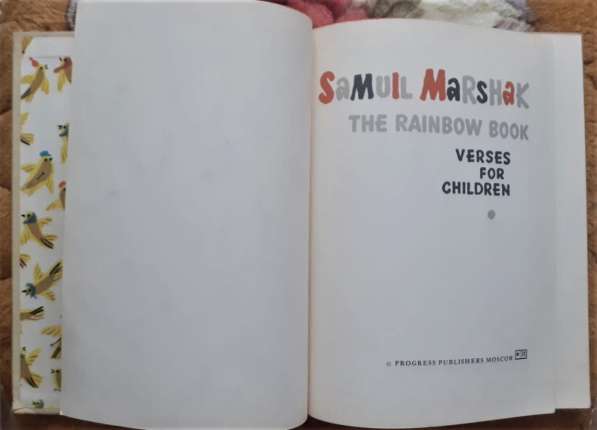 Samuil Marshak
THE RAINBOW BOOK
VERSES
FOR
CHILDREN
© PROGRESS PUBLISHERS MOSCOW